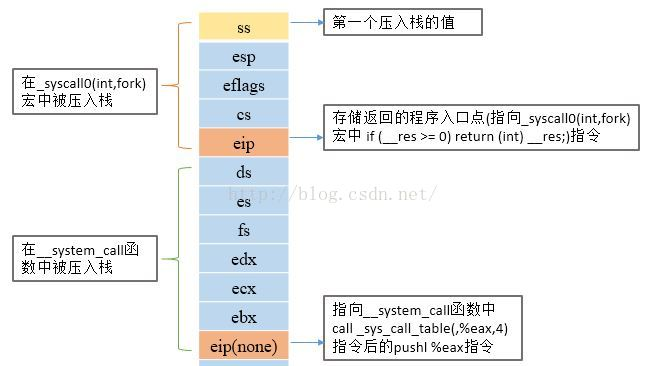 ss
第一个压入栈的值
esp
eflags
cs
eip
在_syscall0(int,fork)
宏中被压入栈
存储返回的程序入口点(指向_syscall0(int,fork)
宏中 if (__res >= 0) return (int) __res;)指令
ds
es
fs
edx
ecx
ebx
eip(none)
http://blog.csdn.net/
在__system_call函
数中被压入栈
指向__system_call函数中
call _sys_call_table(,%eax,4)
指令后的pushl %eax指令